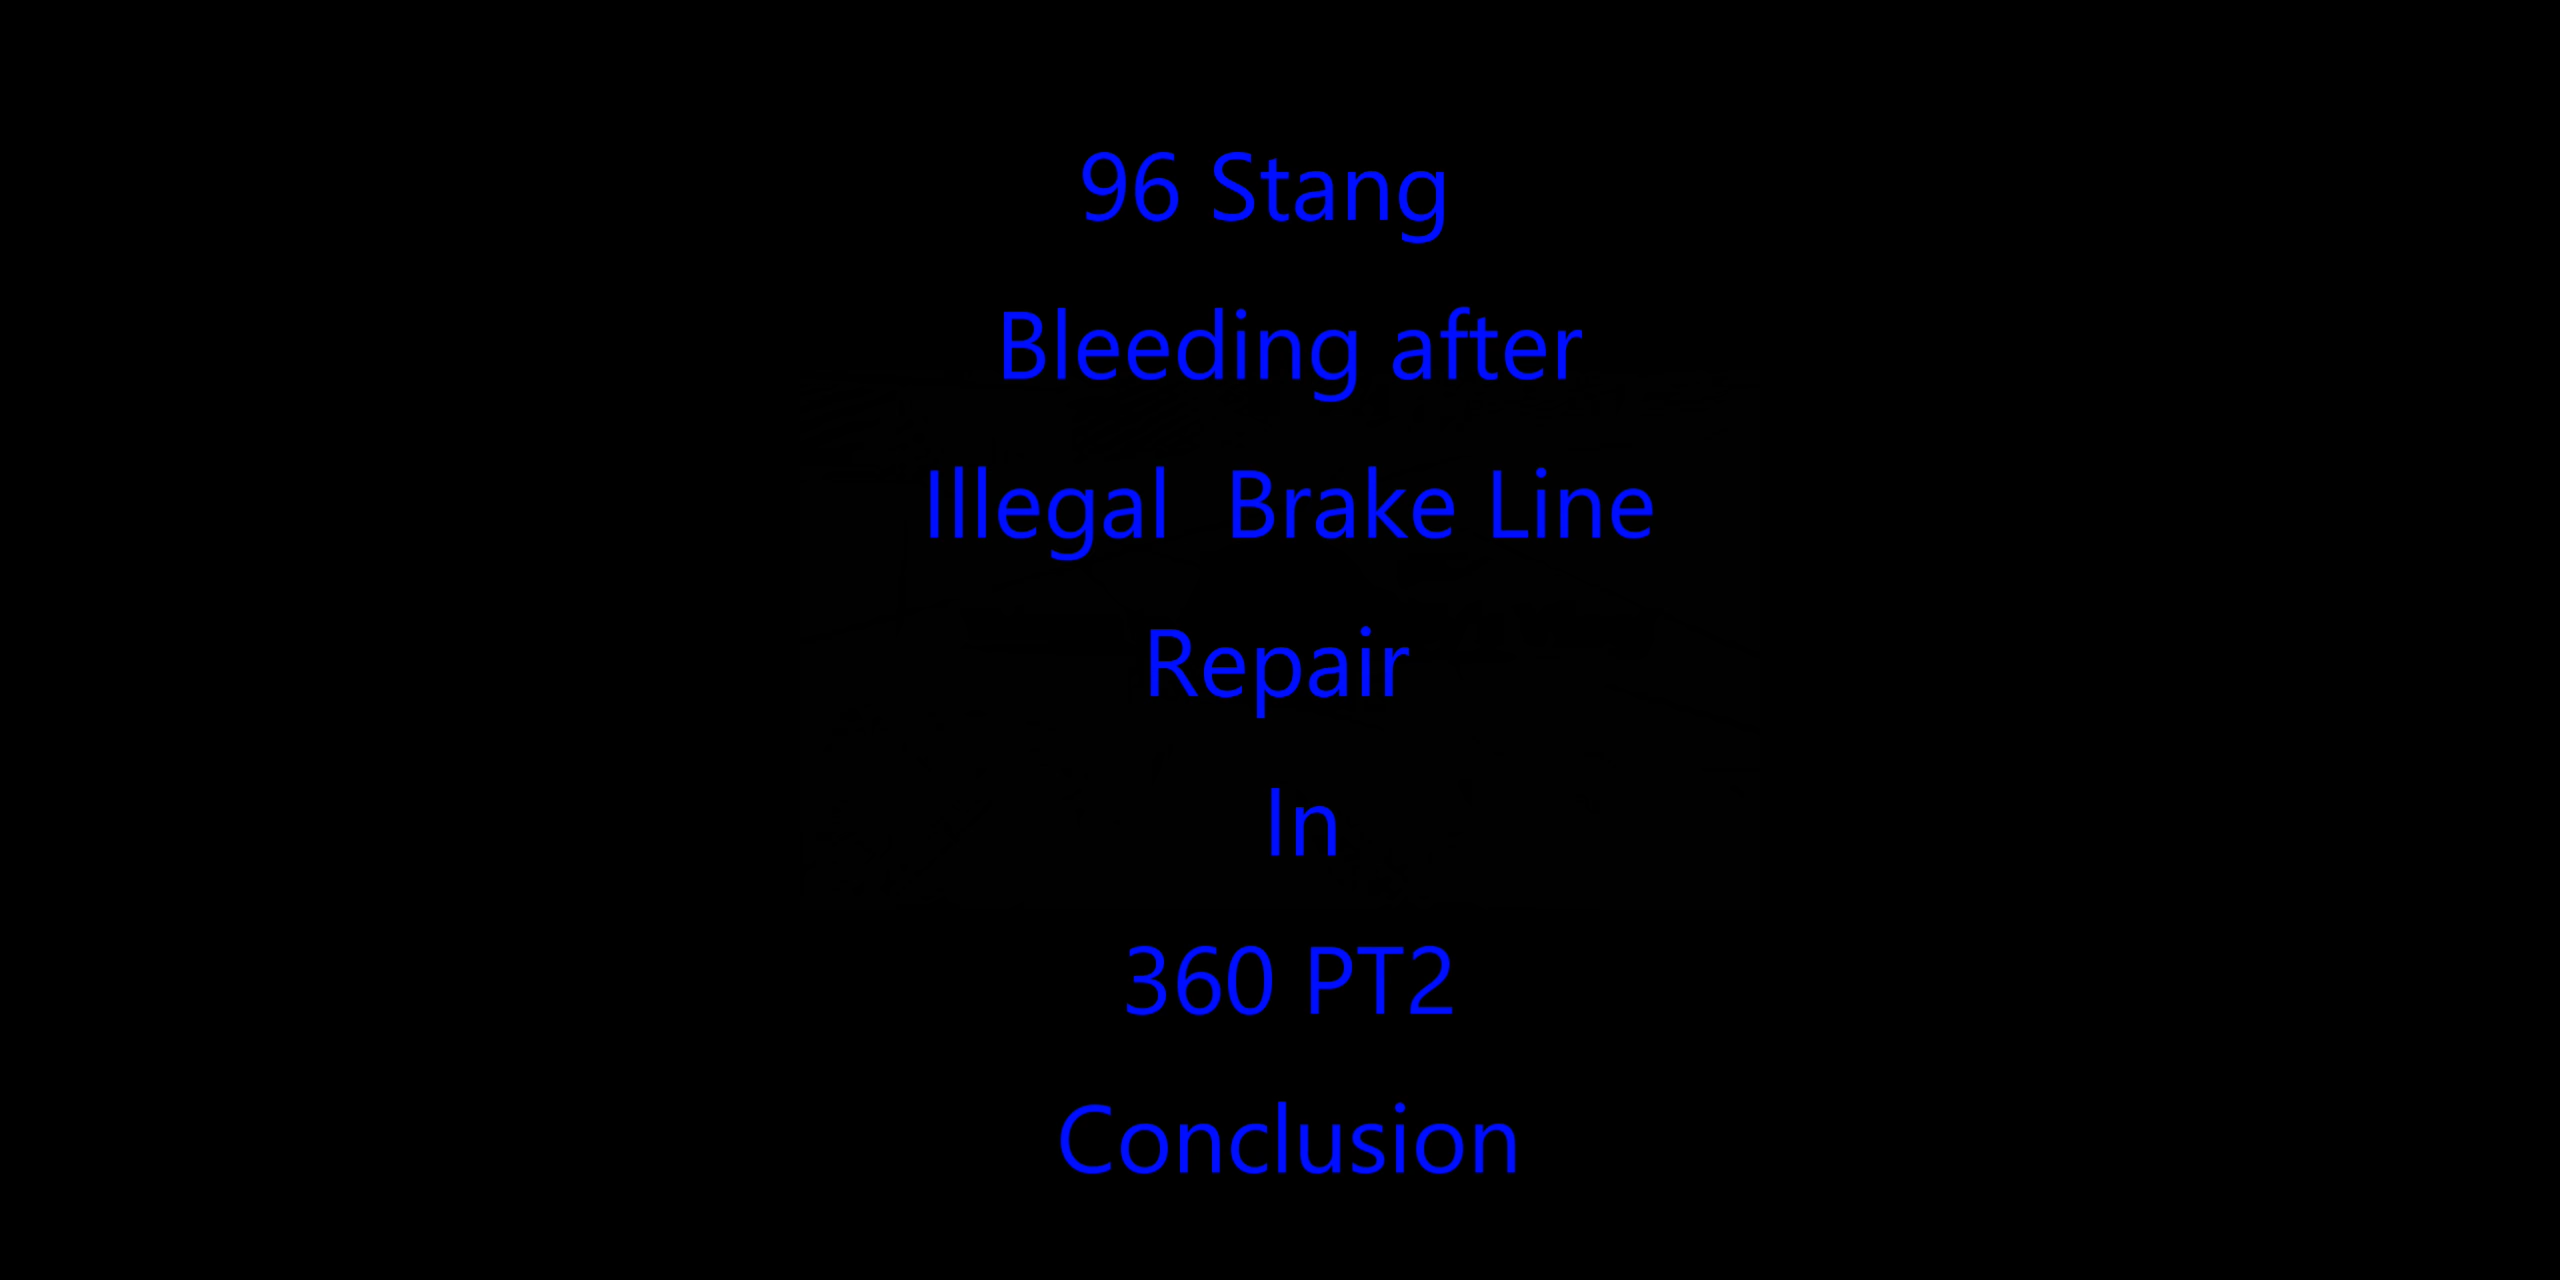 96 Stang
Bleeding after
Illegal  Brake Line
Repair
In
360 PT2
Conclusion